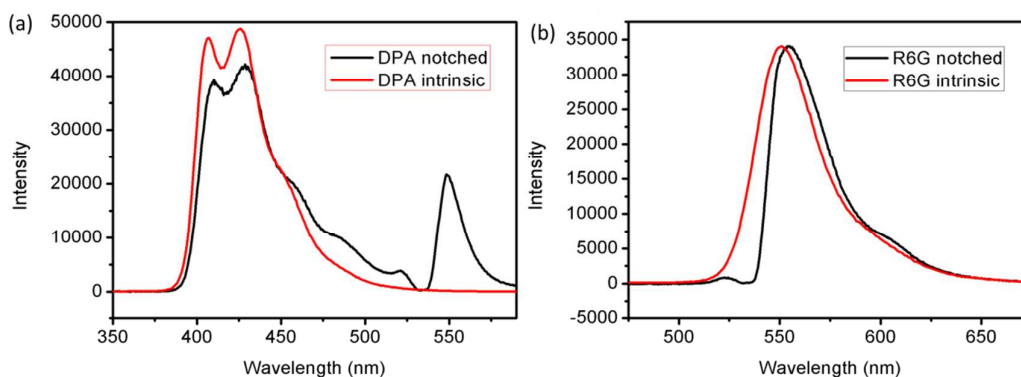 (a)
50000
40000
30000
20000
10000
0
Intensity
DPA notched
DPA intrinsic
350 400 450 500 550
Wavelength (nm)
(b)
35000
30000
25000
20000
15000
10000
5000
0
-5000
Intensity
R6G notched
R6G intrinsic
500 550 600 650
Wavelength (nm)